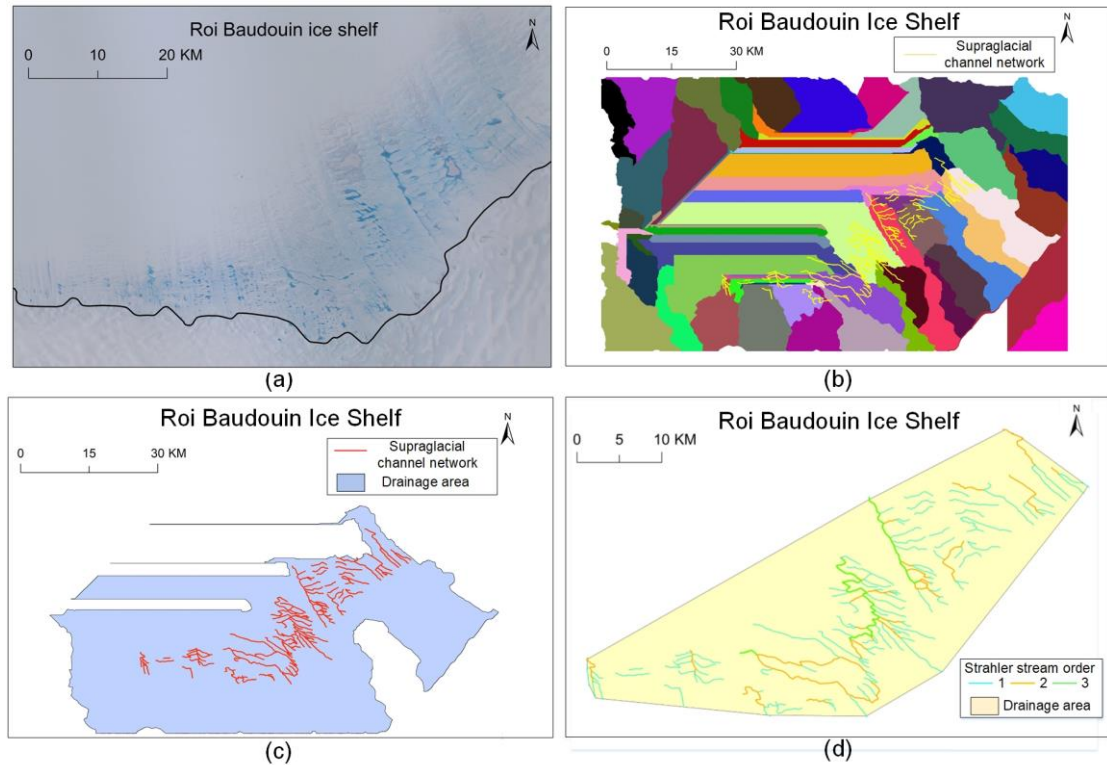 Roi Baudouin ice shelf
N
0 10 20 KM
(a)
Roi Baudouin Ice Shelf
N
0 15 30 KM
Supraglacial
channel network
(b)
Roi Baudouin Ice Shelf
N
0 15 30 KM
Supraglacial
channel network
Drainage area
(c)
Roi Baudouin Ice Shelf
N
0 5 10 KM
Strahler stream order
1 2 3
Drainage area
(d)